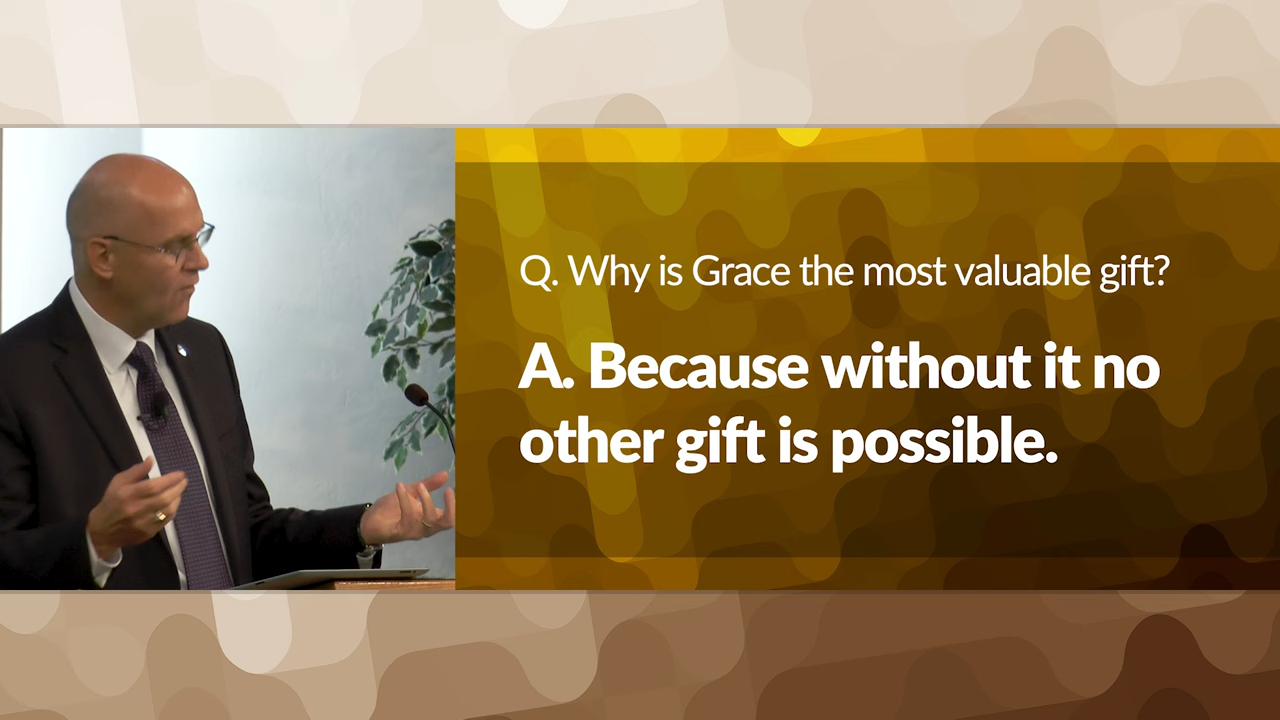 Q. Why is Grace the most valuable gift?
A. Because without it no
other gift is possible.